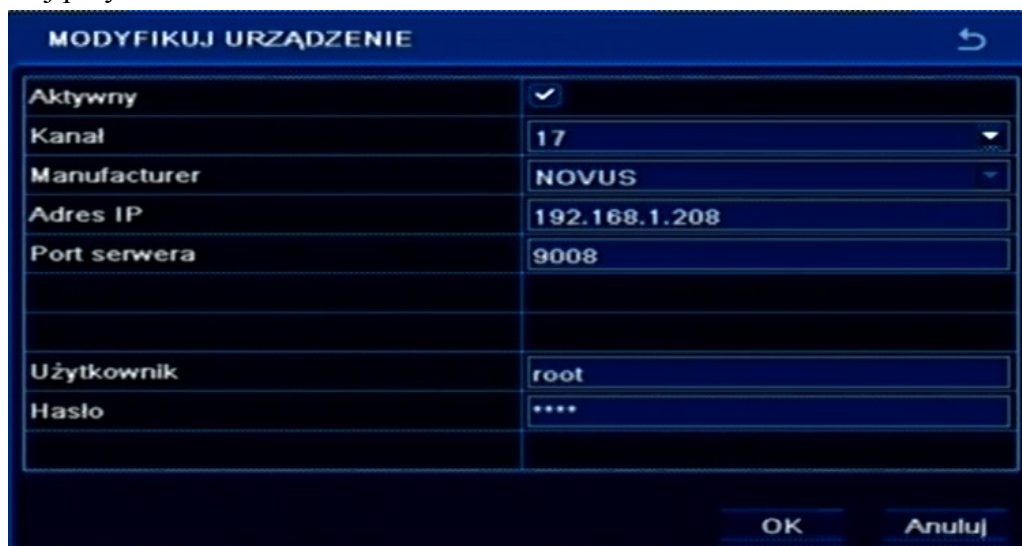 MODYFIKUJ URZĄDZENIE
Aktywny
Kanał 17
Manufacturer NOVUS
Adres IP 192.168.1.208
Port serwera 9008
Użytkownik root
Hasło ****
OK Anuluj